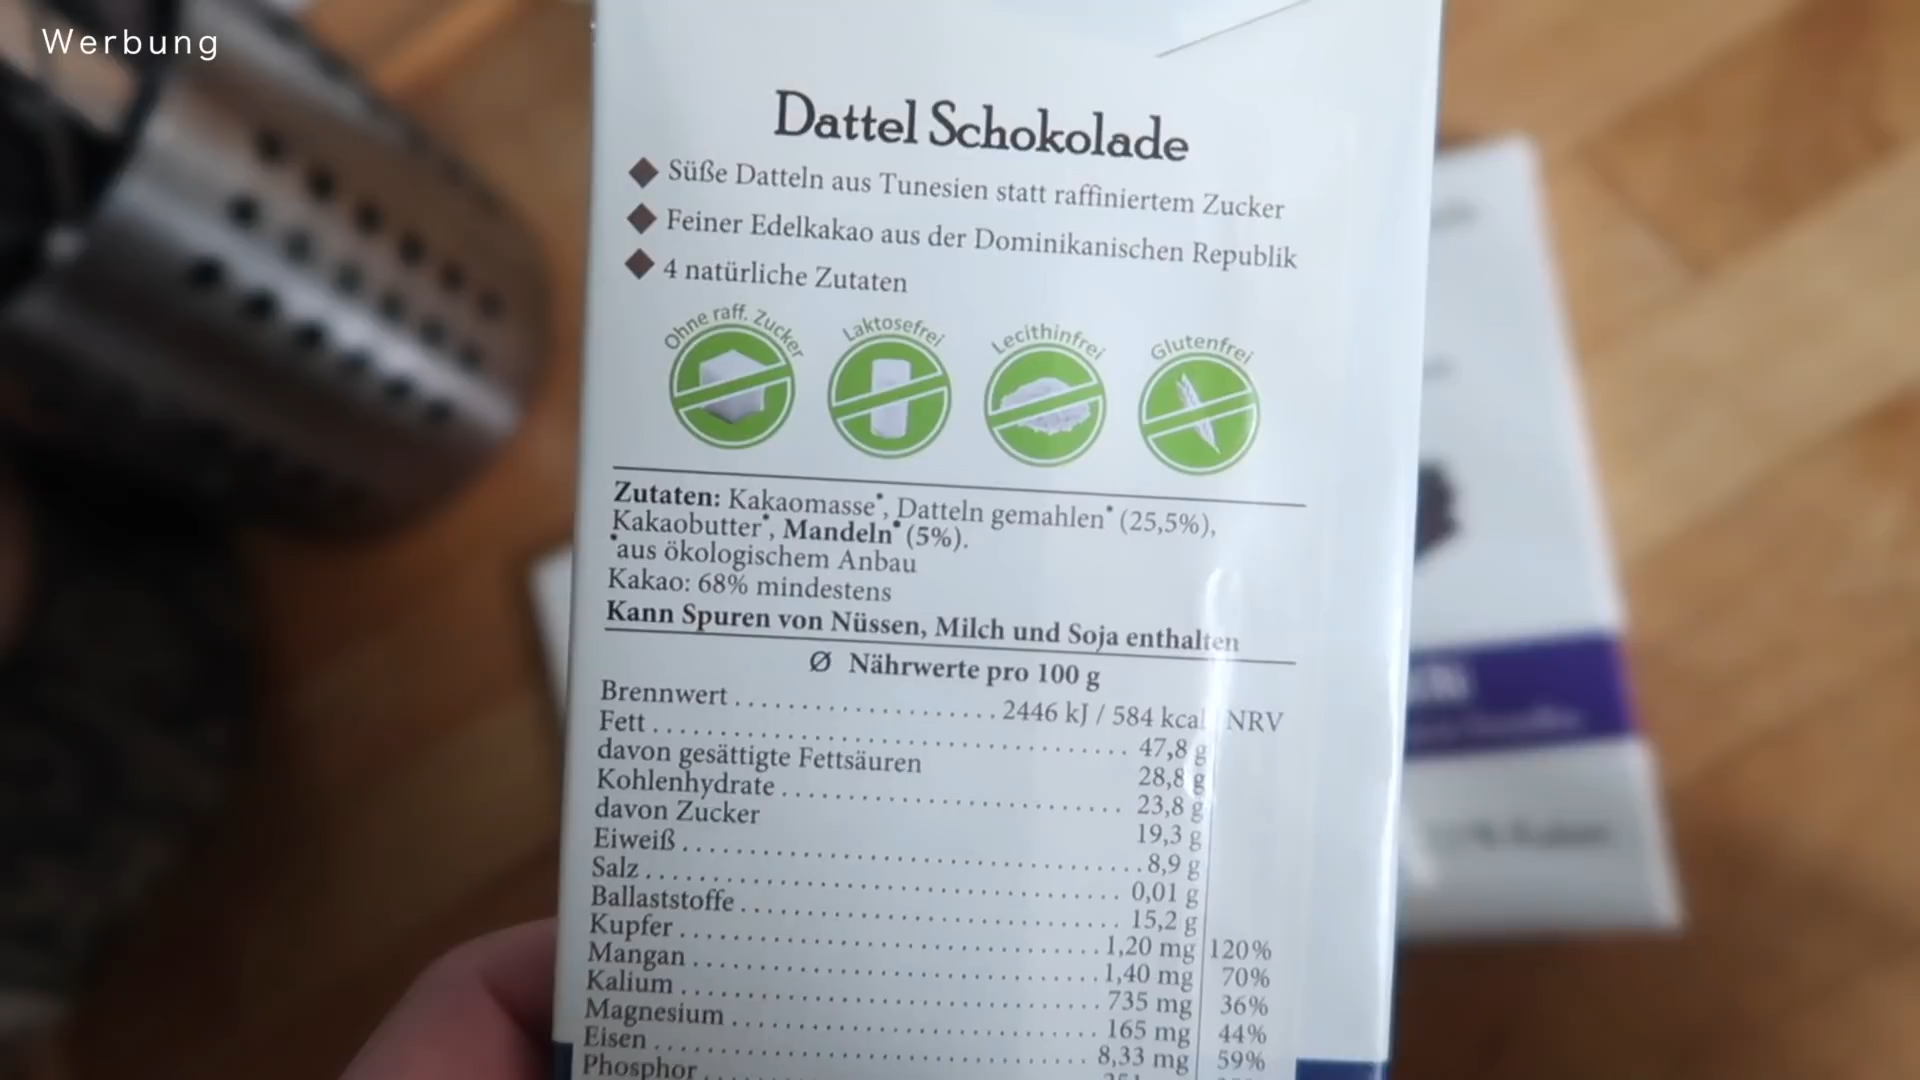 Werbung
Dattel Schokolade
Süße Datteln aus Tunesien statt raffiniertem Zucker
Feiner Edelkakao aus der Dominikanischen Republik
4 natürliche Zutaten
Ohne raff. Zucker
Laktosefrei
Lecithinfrei
Glutenfrei
Zutaten: Kakaomasse*, Datteln gemahlen* (25,5%),
Kakaobutter*, Mandeln* (5%).
*aus ökologischem Anbau
Kakao: 68% mindestens
Kann Spuren von Nüssen, Milch und Soja enthalten
Ø Nährwerte pro 100 g
Brennwert .................... 2446 kJ / 584 kcal NRV
Fett .................................... 47,8 g
davon gesättigte Fettsäuren 28,8 g
Kohlenhydrate .......................... 23,8 g
davon Zucker 19,3 g
Eiweiß ................................... 8,9 g
Salz .................................... 0,01 g
Ballaststoffe ............................. 15,2 g
Kupfer ................................ 1,20 mg 120%
Mangan ............................... 1,40 mg 70%
Kalium ................................ 735 mg 36%
Magnesium ............................ 165 mg 44%
Eisen ................................. 8,33 mg 59%
Phosphor